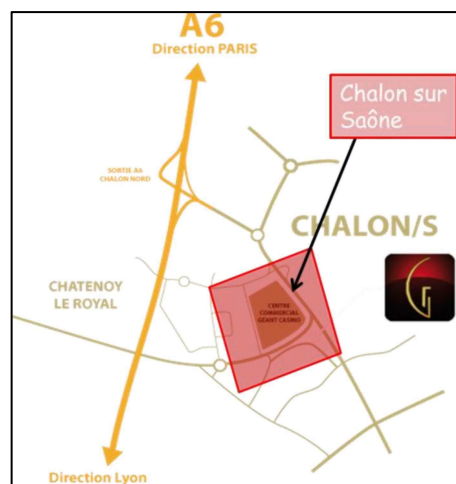 A6
Direction PARIS
Chalon sur
Saône
SORTIE A6
CHALON NORD
CHALON/S
CHATENOY
LE ROYAL
CENTRE
COMMERCIAL
GEANT CASINO
Direction Lyon